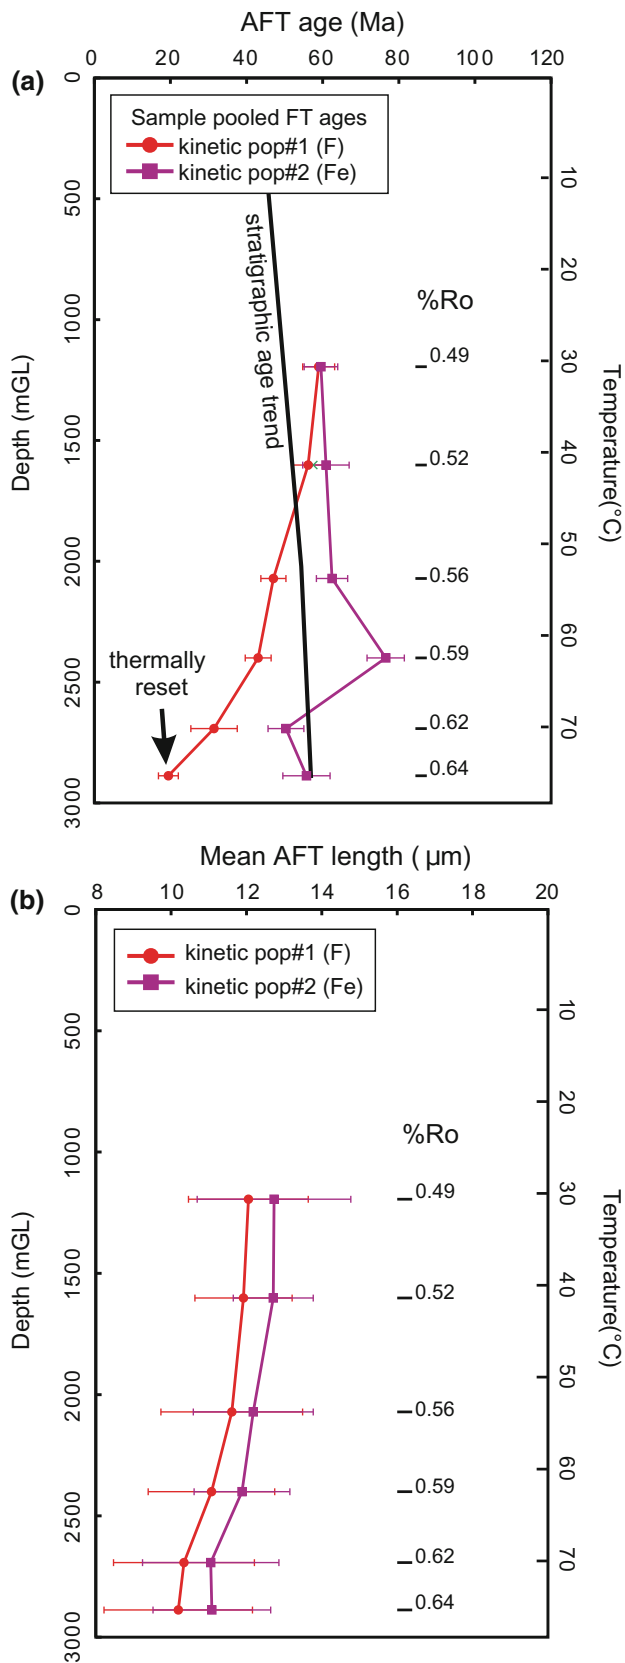 AFT age (Ma)
(a)
0 20 40 60 80 100 120
Sample pooled FT ages
kinetic pop#1 (F)
kinetic pop#2 (Fe)
stratigraphic age trend
%Ro
0.49
0.52
0.56
0.59
0.62
0.64
thermally
reset
0
500
1000
1500
2000
2500
3000
Depth (mGL)
10
20
30
40
50
60
70
Temperature(°C)
Mean AFT length ( µm)
(b)
8 10 12 14 16 18 20
kinetic pop#1 (F)
kinetic pop#2 (Fe)
%Ro
0.49
0.52
0.56
0.59
0.62
0.64
0
500
1000
1500
2000
2500
3000
Depth (mGL)
10
20
30
40
50
60
70
Temperature(°C)